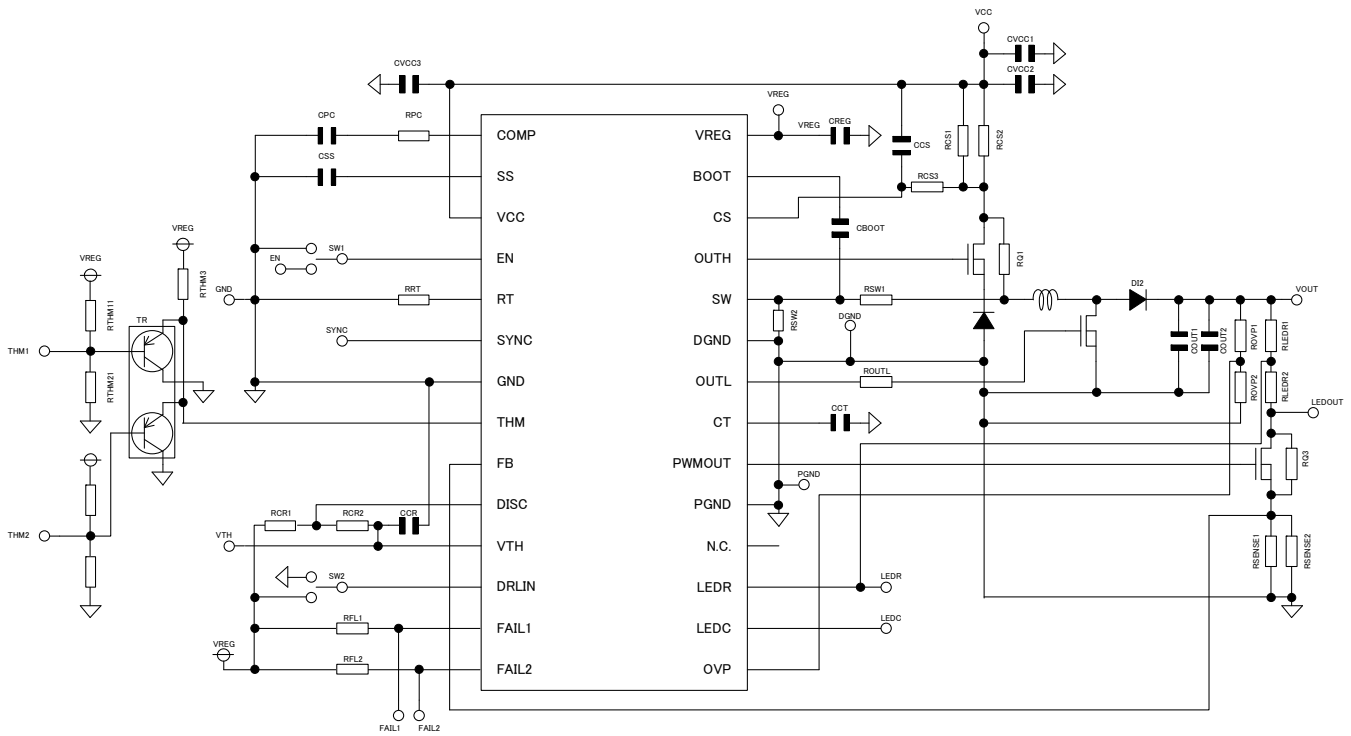 VCC
CVCC1
CVCC2
CVCC3
VREG
VREG
CREG
CCS
RCS1
RCS2
RCS3
CPC
RPC
CSS
COMP
SS
VCC
EN
RT
SYNC
GND
THM
FB
DISC
VTH
DRLIN
FAIL1
FAIL2
VREG
BOOT
CS
OUTH
SW
DGND
OUTL
CT
PWMOUT
PGND
N.C.
LEDR
LEDC
OVP
CBOOT
RQ1
RSW1
RSW2
DGND
ROUTL
CCT
PGND
DI2
VOUT
COUT1
COUT2
ROVP1
ROVP2
RLEDR1
RLEDR2
LEDOUT
RQ3
RSENSE1
RSENSE2
LEDR
LEDC
VREG
RTHM3
VREG
RTHM11
TR
THM1
RTHM21
THM2
SW1
EN
GND
RRT
SYNC
RCR1
RCR2
CCR
VTH
SW2
RFL1
VREG
RFL2
FAIL1
FAIL2